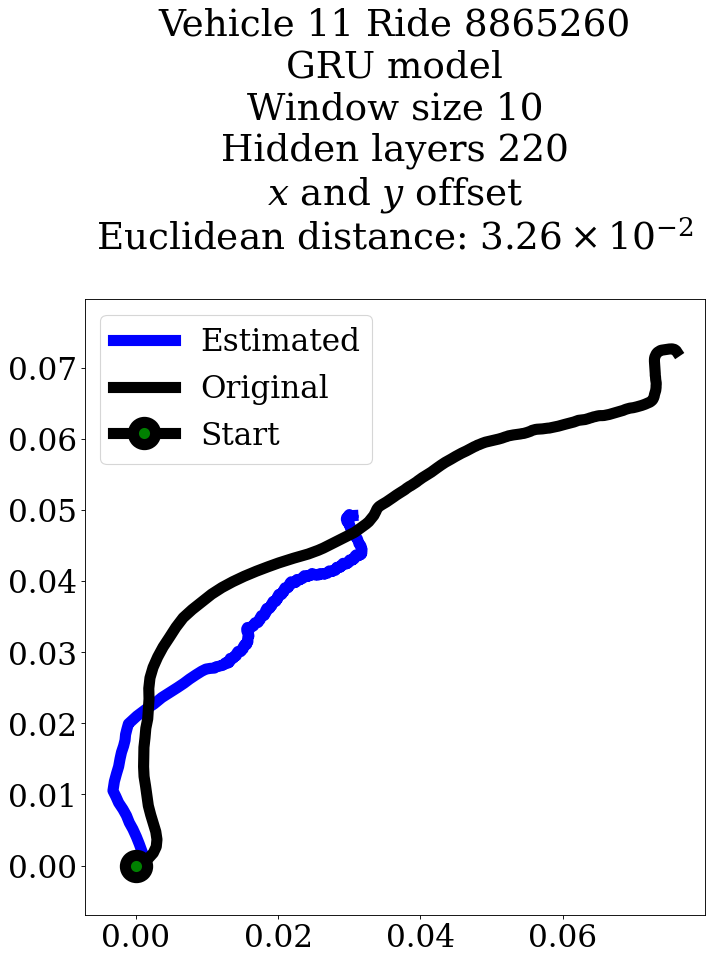 Vehicle 11 Ride 8865260
GRU model
Window size 10
Hidden layers 220
x and y offset
Euclidean distance: 3.26 × 10⁻²
Estimated
Original
Start
0.07
0.06
0.05
0.04
0.03
0.02
0.01
0.00
0.00 0.02 0.04 0.06